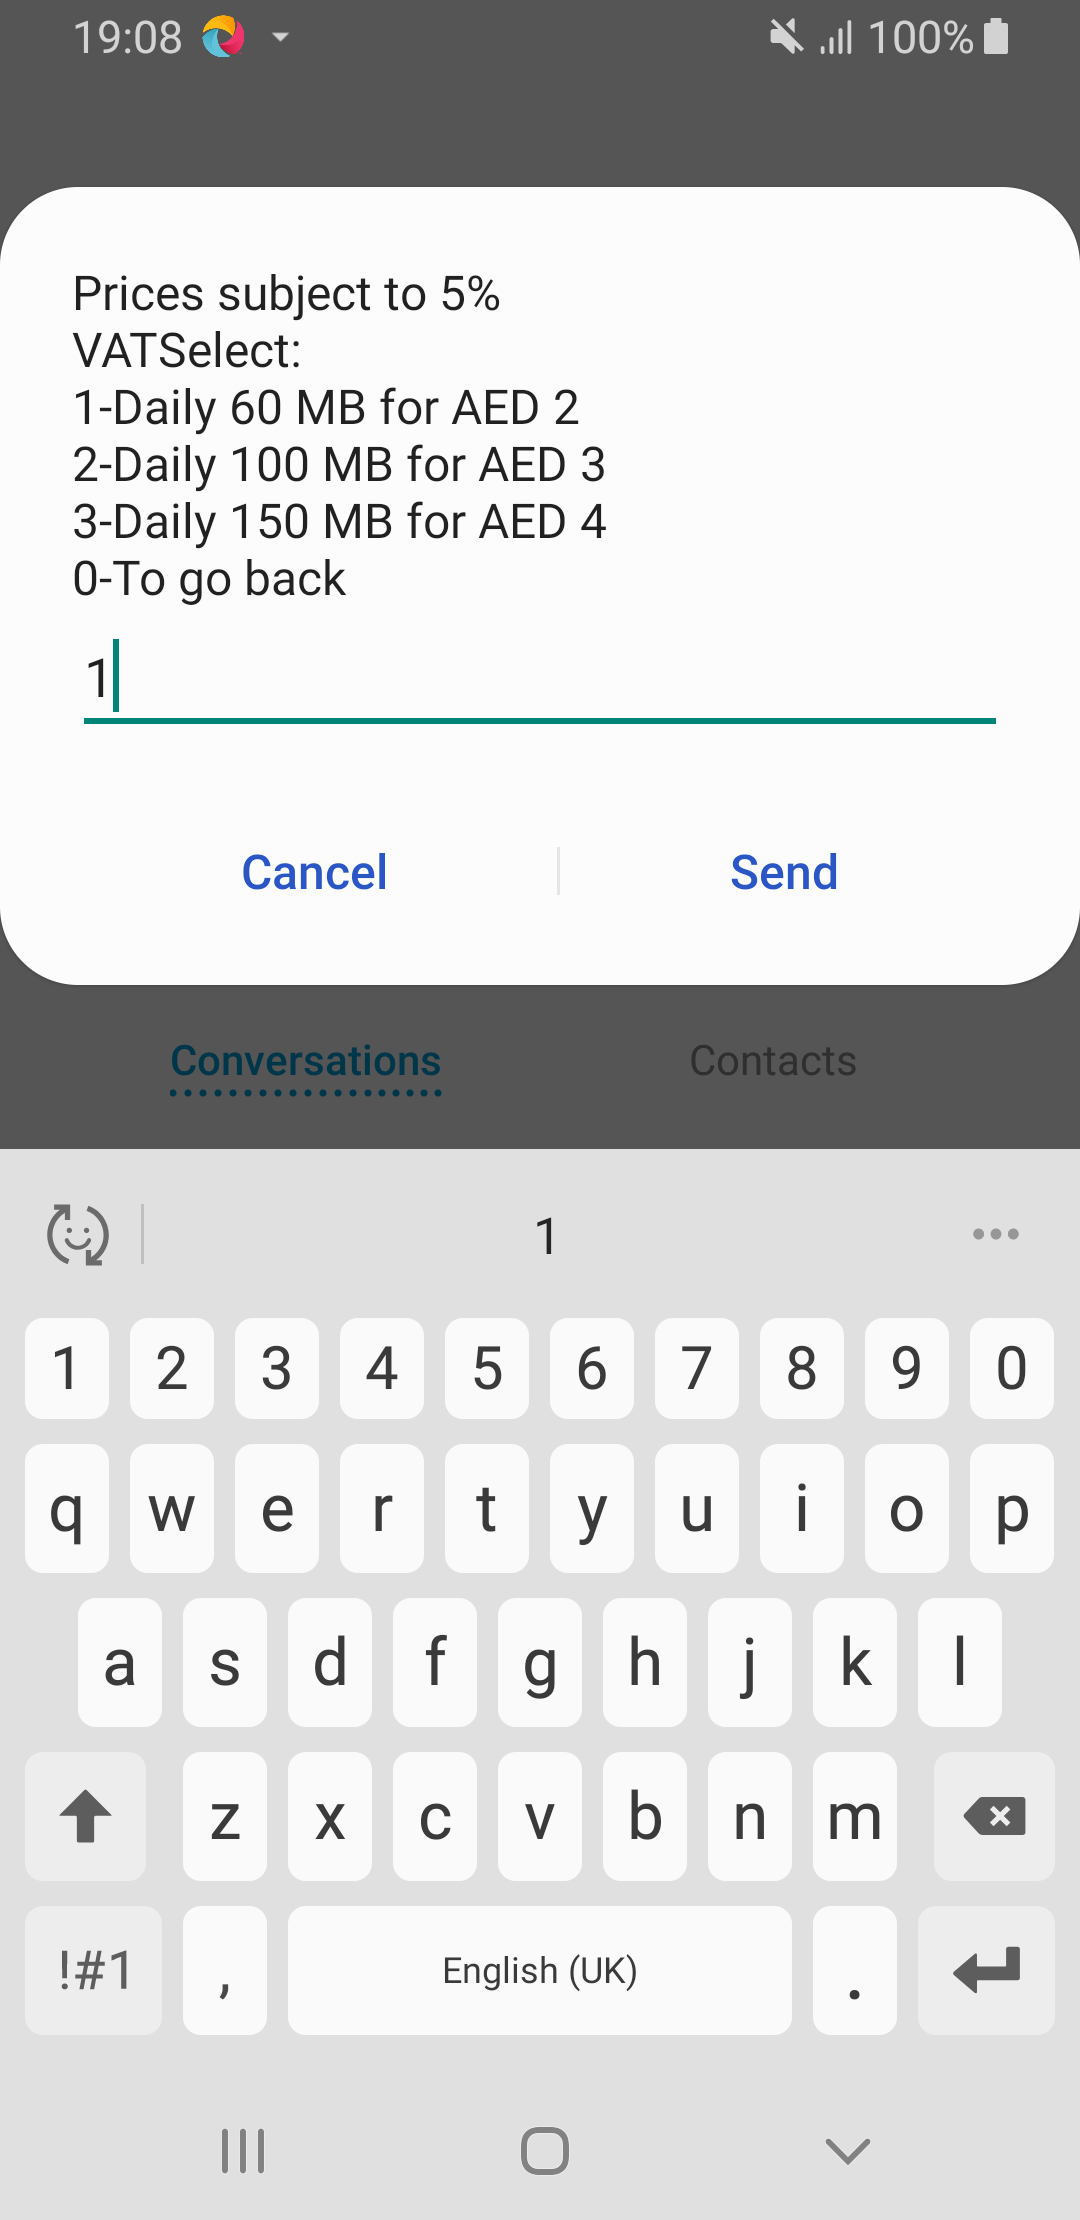 19:08
100%
Prices subject to 5%
VATSelect:
1-Daily 60 MB for AED 2
2-Daily 100 MB for AED 3
3-Daily 150 MB for AED 4
0-To go back
1
Cancel Send
Conversations Contacts
1
1 2 3 4 5 6 7 8 9 0
q w e r t y u i o p
a s d f g h j k l
z x c v b n m
!#1 , English (UK) .